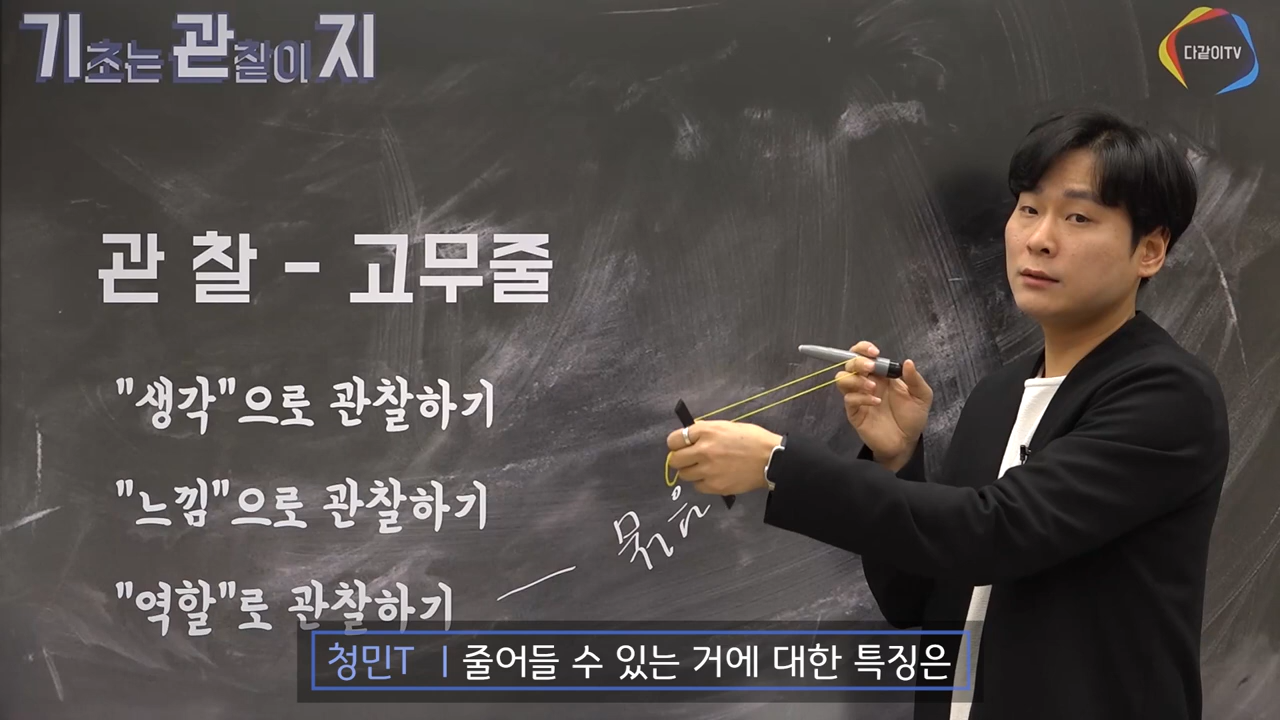 기초는 관찰이지
다같이TV
관찰 - 고무줄
"생각"으로 관찰하기
"느낌"으로 관찰하기
"역할"로 관찰하기 — 묶음
청민T | 줄어들 수 있는 거에 대한 특징은